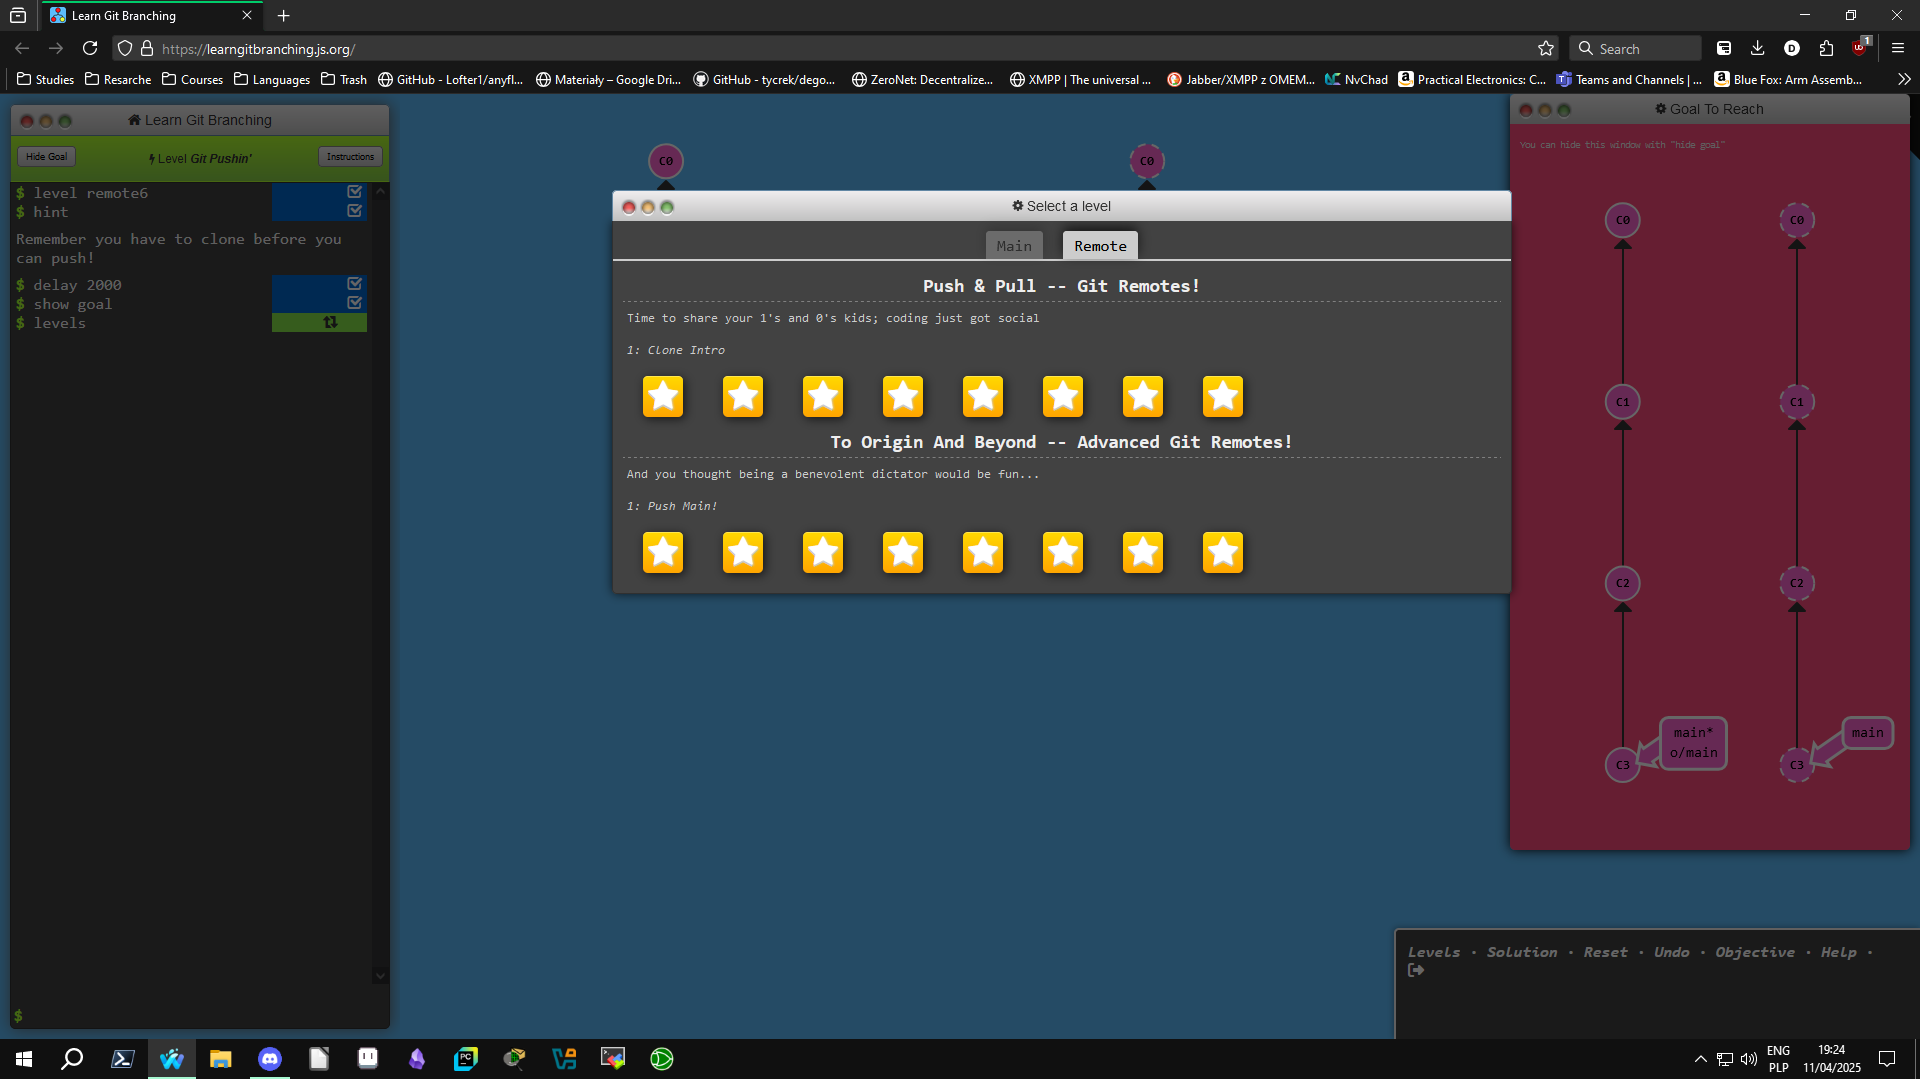 Learn Git Branching
https://learngitbranching.js.org/
Search
1
Studies
Resarche
Courses
Languages
Trash
GitHub - Lofter1/anyfl...
Materiały – Google Dri...
GitHub - tycrek/dego...
ZeroNet: Decentralize...
XMPP | The universal ...
Jabber/XMPP z OMEM...
NvChad
Practical Electronics: C...
Teams and Channels | ...
Blue Fox: Arm Assemb...
Learn Git Branching
Hide Goal
Level Git Pushin'
Instructions
$ level remote6
$ hint
Remember you have to clone before you
can push!
$ delay 2000
$ show goal
$ levels
$
C0
C0
Select a level
Main
Remote
Push & Pull -- Git Remotes!
Time to share your 1's and 0's kids; coding just got social
1: Clone Intro
To Origin And Beyond -- Advanced Git Remotes!
And you thought being a benevolent dictator would be fun...
1: Push Main!
Goal To Reach
You can hide this window with "hide goal"
C0
C0
C1
C1
C2
C2
main*
o/main
main
C3
C3
Levels · Solution · Reset · Undo · Objective · Help ·
PC
ENG
PLP
19:24
11/04/2025